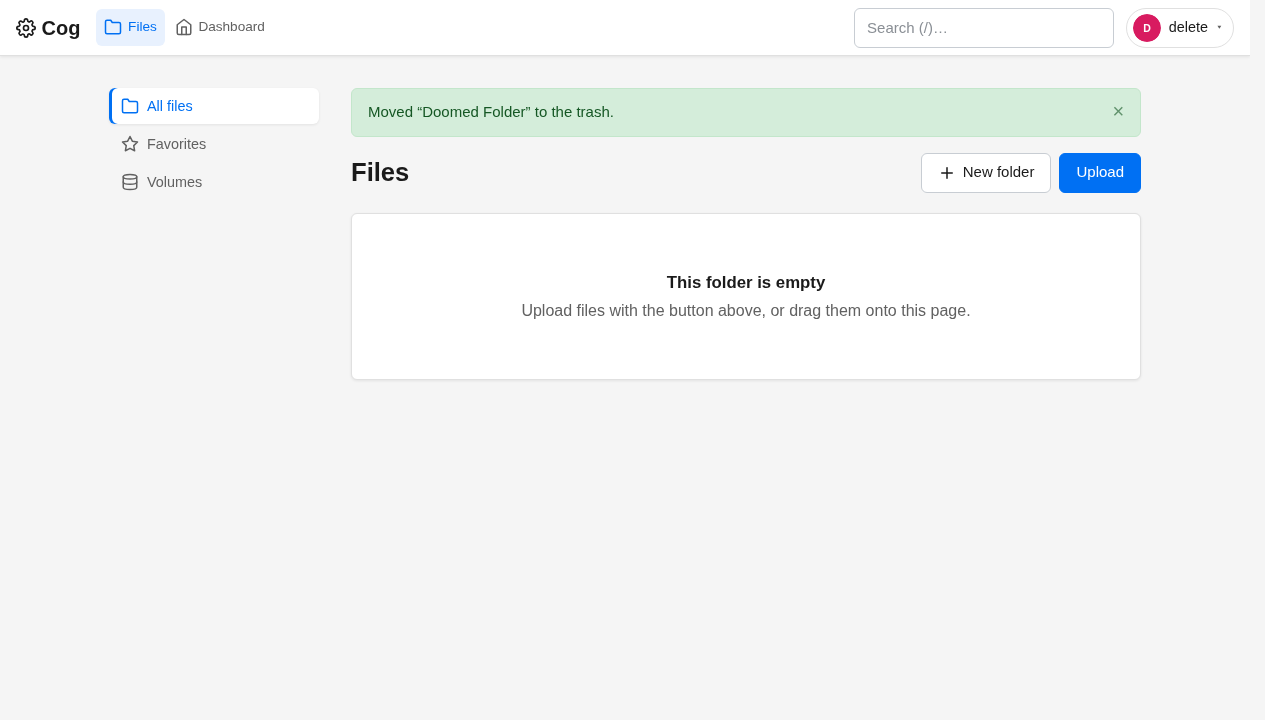 Cog
Files
Dashboard
Search (/)…
D
delete
All files
Favorites
Volumes
Moved “Doomed Folder” to the trash.
Files
New folder
Upload
This folder is empty
Upload files with the button above, or drag them onto this page.